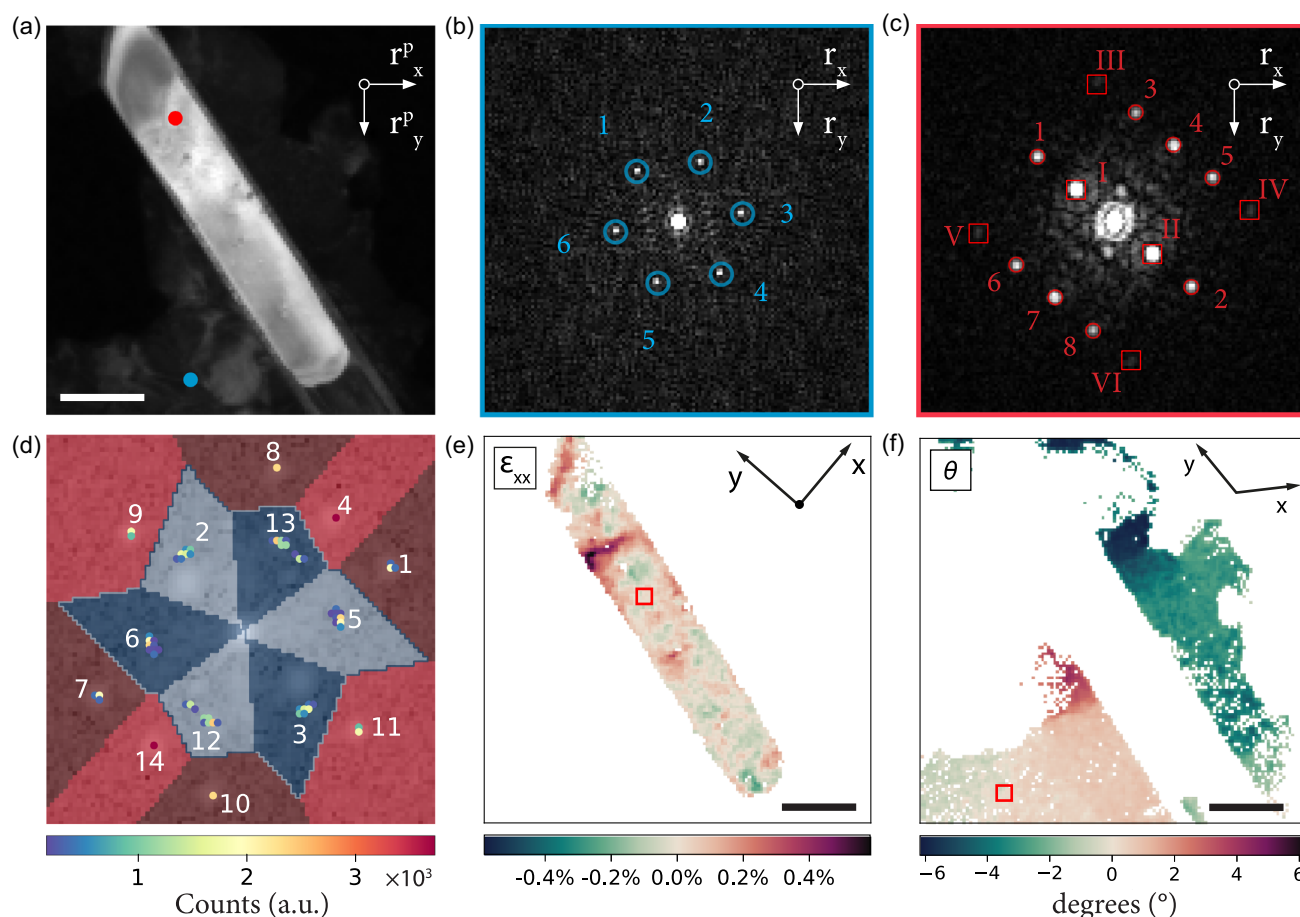 (a)
r^p_x
r^p_y
(b)
r_x
r_y
1
2
3
4
5
6
(c)
r_x
r_y
III
3
1
4
I
5
IV
V
II
6
7
2
8
VI
(d)
8
4
9
2
13
1
5
6
7
3
11
12
14
10
1
2
3
×10³
Counts (a.u.)
(e)
ε_xx
y
x
-0.4%
-0.2%
0.0%
0.2%
0.4%
(f)
θ
y
x
−6
−4
−2
0
2
4
6
degrees (°)